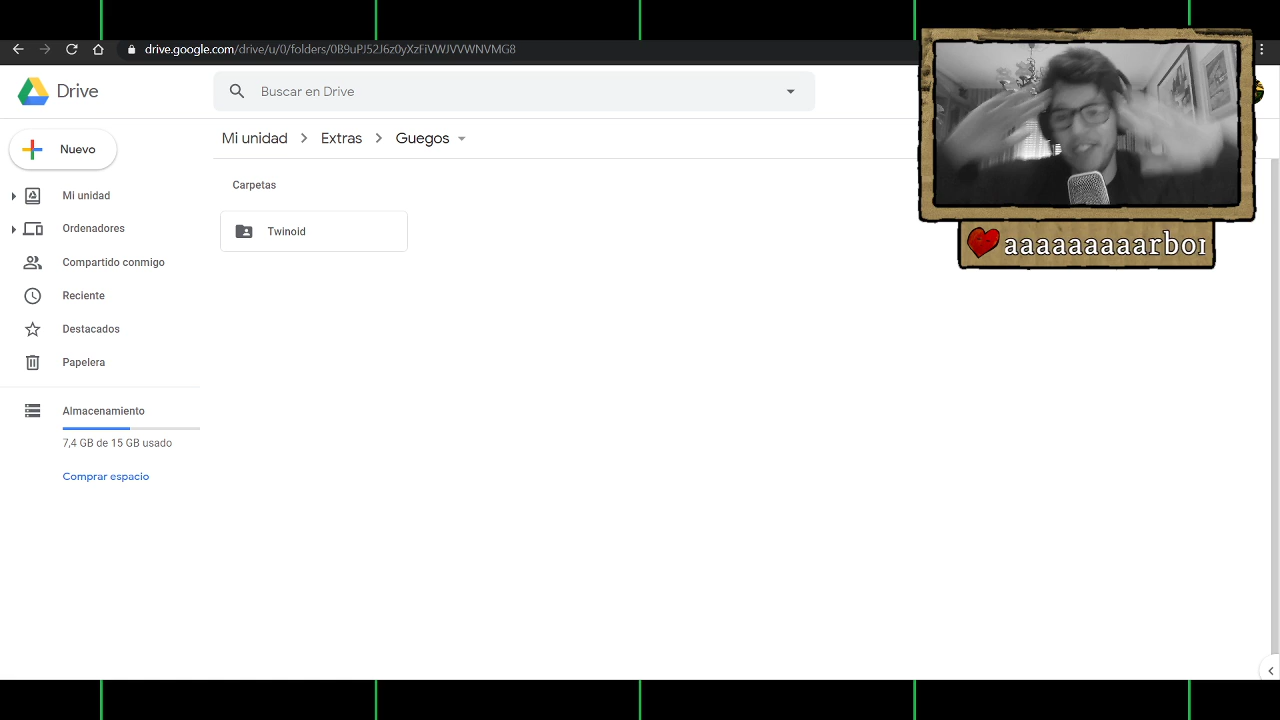 drive.google.com/drive/u/0/folders/0B9uPJ52J6z0yXzFiVWJVVWNVMG8
Drive
Buscar en Drive
Nuevo
Mi unidad
Extras
Guegos
Carpetas
Twinoid
Mi unidad
Ordenadores
Compartido conmigo
Reciente
Destacados
Papelera
Almacenamiento
7,4 GB de 15 GB usado
Comprar espacio
aaaaaaaaarbor